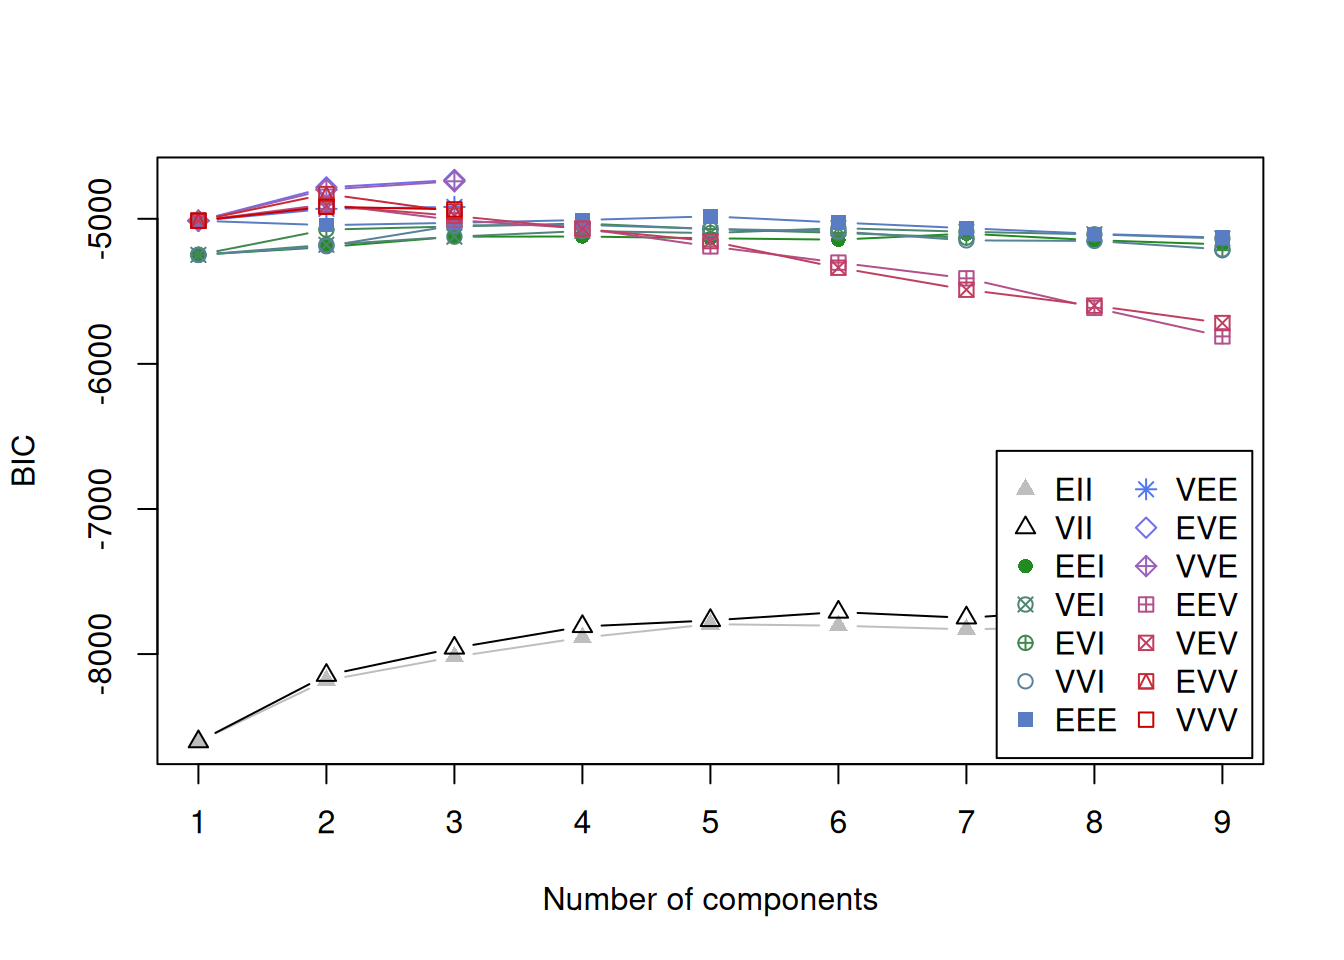 -5000
-6000
-7000
-8000
BIC
EII VEE
VII EVE
EEI VVE
VEI EEV
EVI VEV
VVI EVV
EEE VVV
1 2 3 4 5 6 7 8 9
Number of components